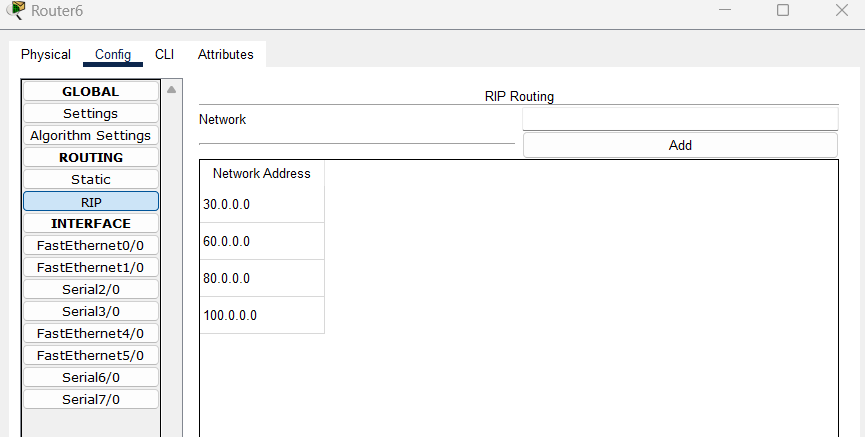 Router6
Physical Config CLI Attributes
GLOBAL
Settings
Algorithm Settings
ROUTING
Static
RIP
INTERFACE
FastEthernet0/0
FastEthernet1/0
Serial2/0
Serial3/0
FastEthernet4/0
FastEthernet5/0
Serial6/0
Serial7/0
RIP Routing
Network
Add
Network Address
30.0.0.0
60.0.0.0
80.0.0.0
100.0.0.0